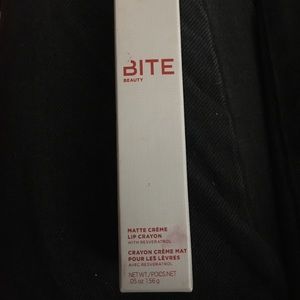 BITE
BEAUTY
MATTE CRÈME
LIP CRAYON
WITH RESVERATROL
CRAYON CRÈME MAT
POUR LES LÈVRES
AVEC RESVERATROL
NET WT./POIDS NET
.05 oz 1.56 g